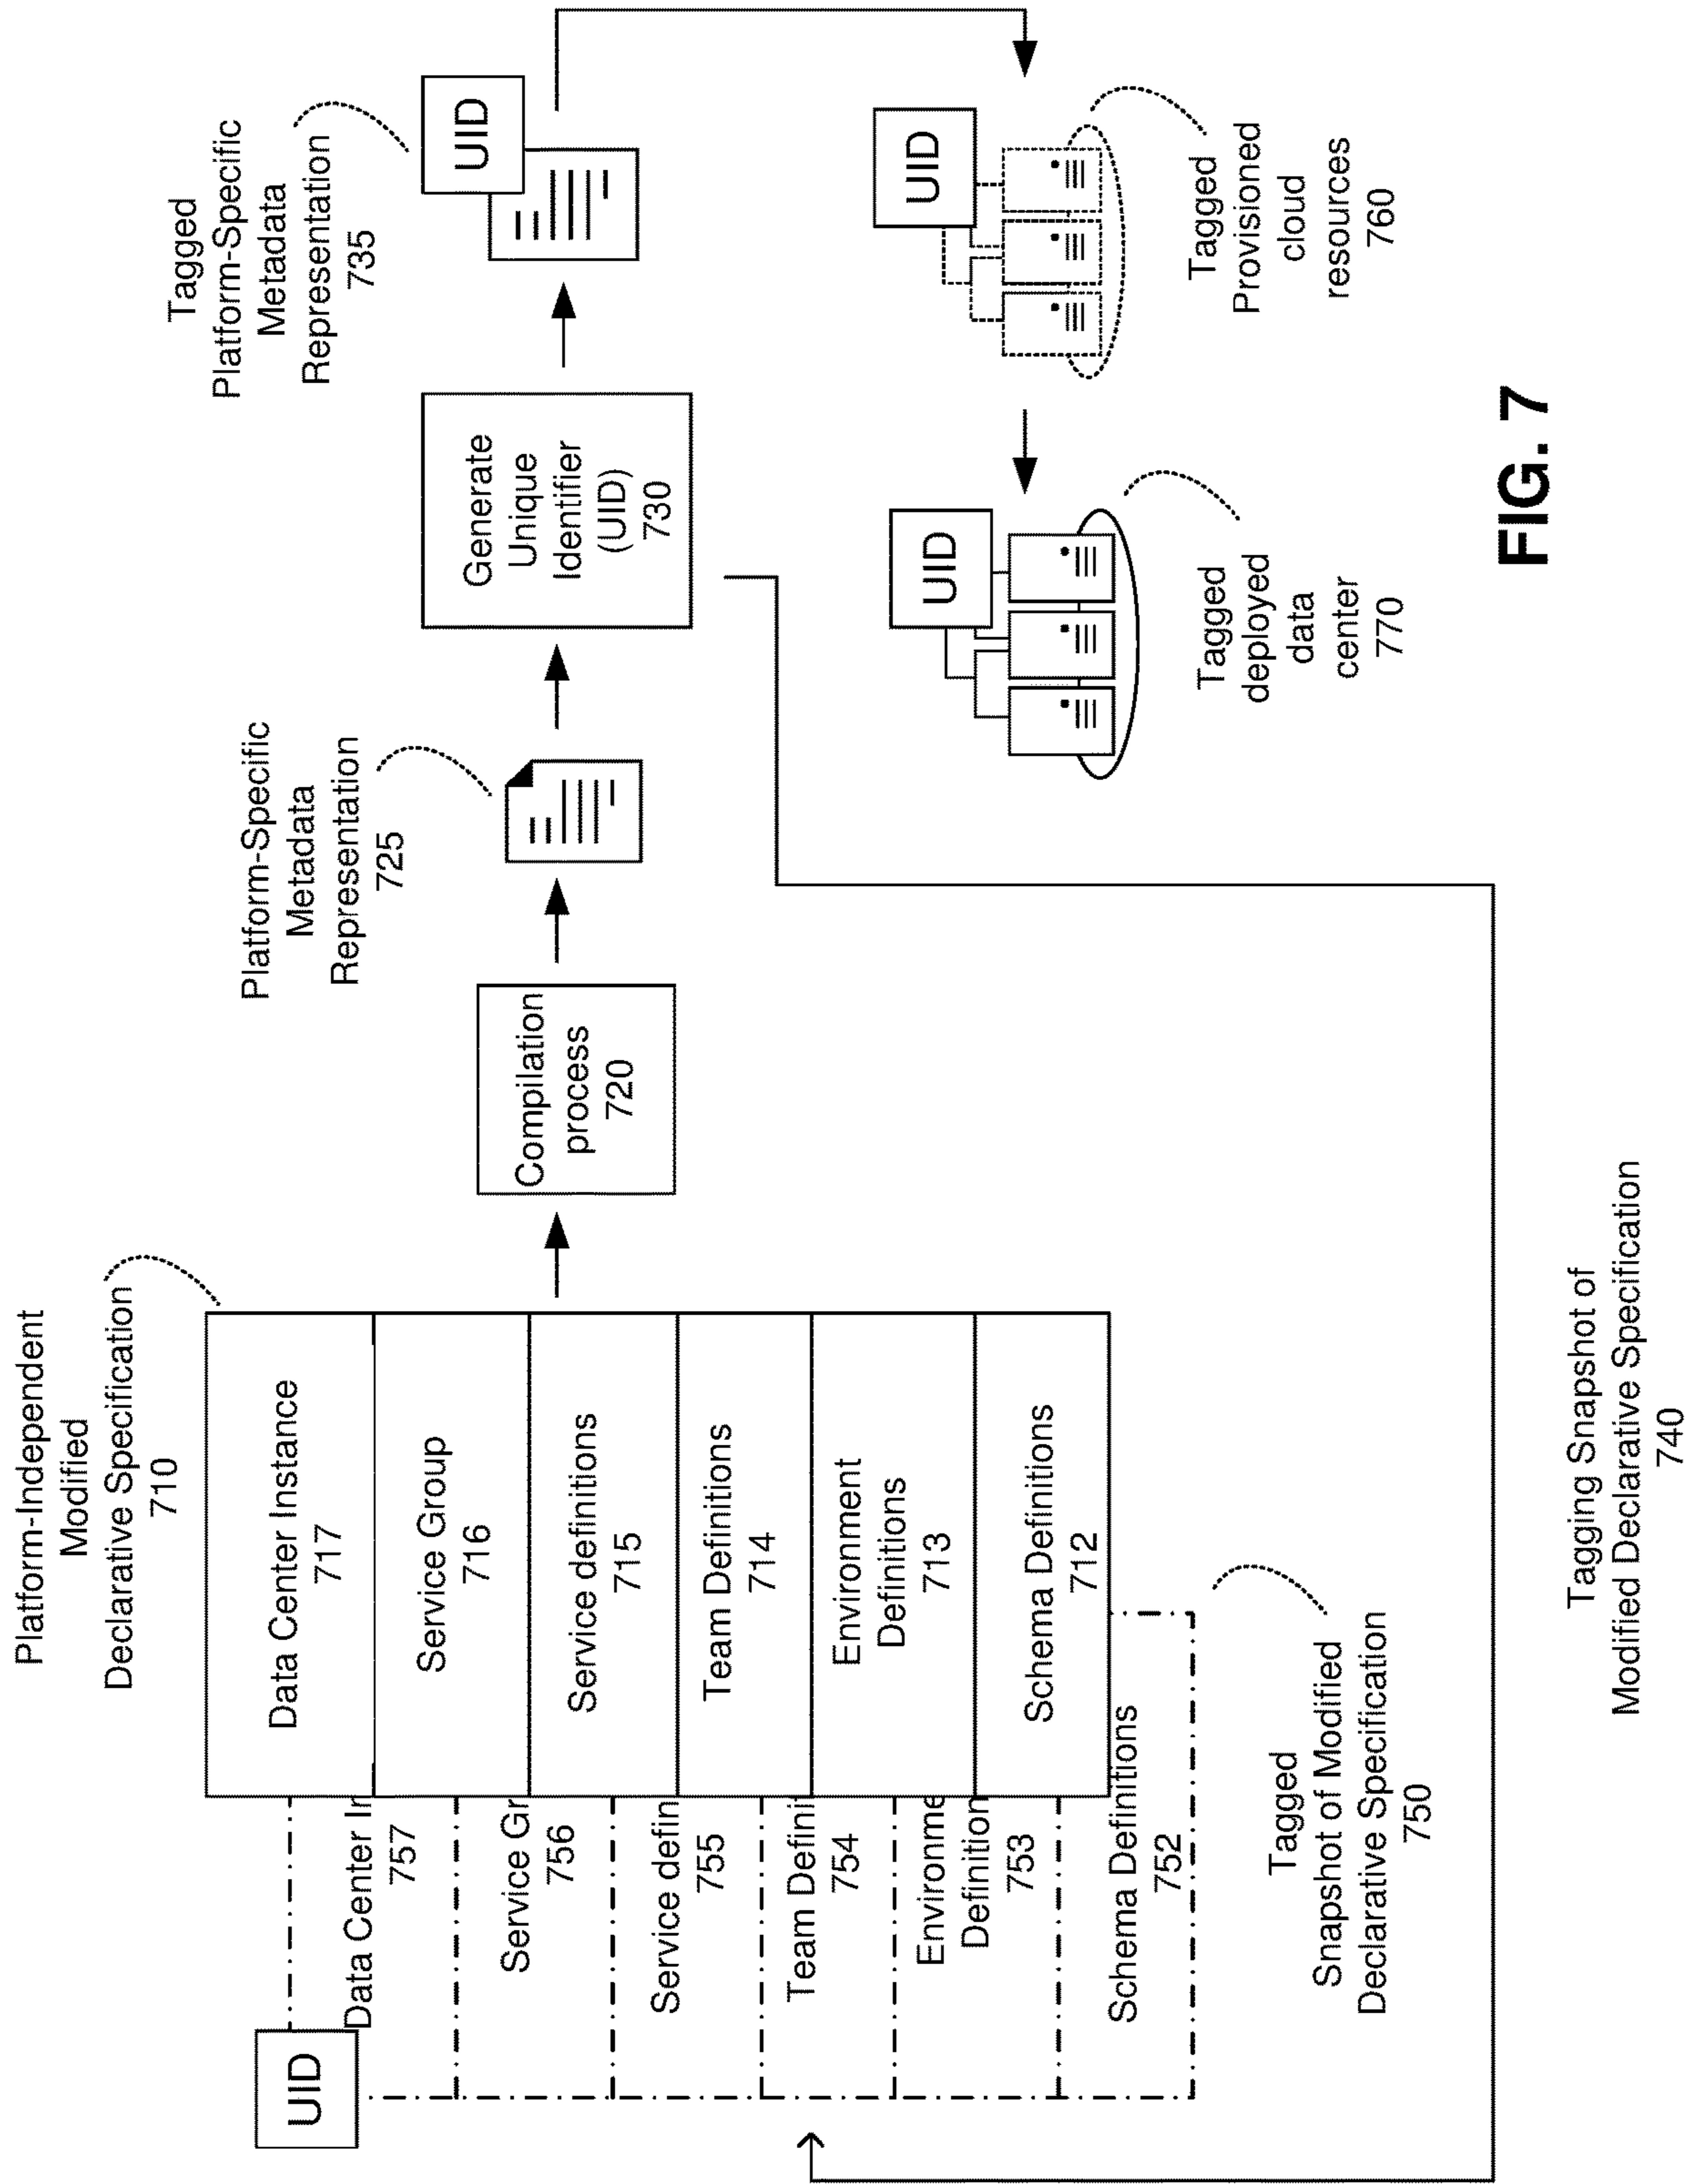 Platform-Independent
Modified
Declarative Specification
710
Data Center Instance
717
Service Group
716
Service definitions
715
Team Definitions
714
Environment
Definitions
713
Schema Definitions
712
UID
Data Center In
757
Service Gr
756
Service defin
755
Team Definit
754
Environme
Definition
753
Schema Definitions
752
Tagged
Snapshot of Modified
Declarative Specification
750
Compilation
process
720
Platform-Specific
Metadata
Representation
725
Generate
Unique
Identifier
(UID)
730
Tagged
Platform-Specific
Metadata
Representation
735
UID
UID
Tagged
Provisioned
cloud
resources
760
UID
Tagged
deployed
data
center
770
Tagging Snapshot of
Modified Declarative Specification
740
FIG. 7